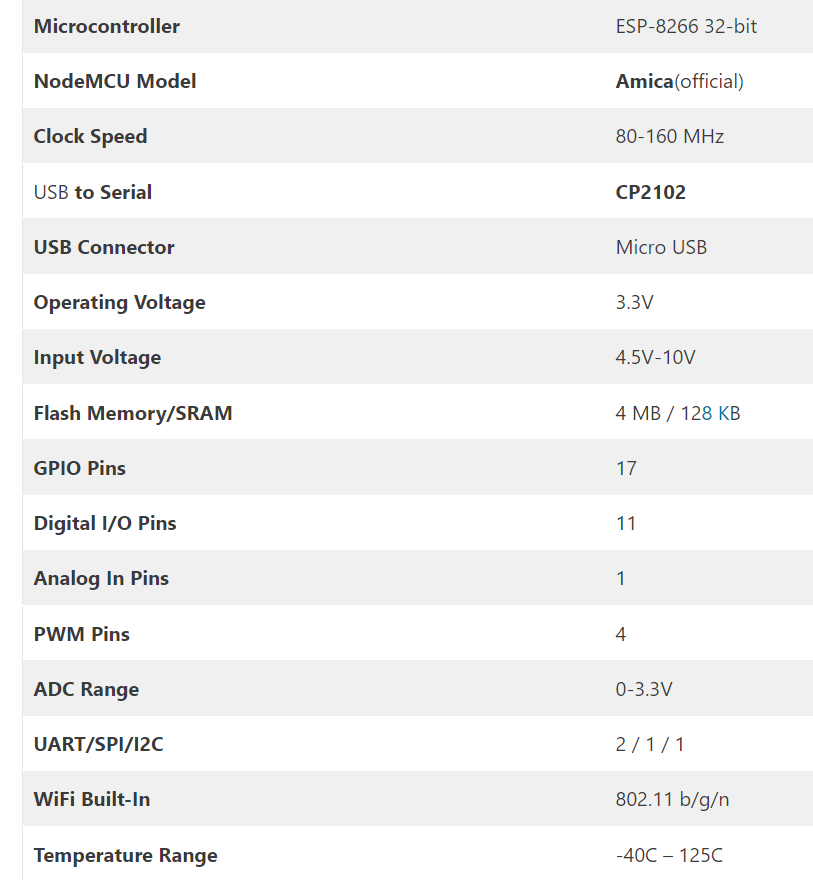 Microcontroller ESP-8266 32-bit
NodeMCU Model Amica(official)
Clock Speed 80-160 MHz
USB to Serial CP2102
USB Connector Micro USB
Operating Voltage 3.3V
Input Voltage 4.5V-10V
Flash Memory/SRAM 4 MB / 128 KB
GPIO Pins 17
Digital I/O Pins 11
Analog In Pins 1
PWM Pins 4
ADC Range 0-3.3V
UART/SPI/I2C 2 / 1 / 1
WiFi Built-In 802.11 b/g/n
Temperature Range -40C – 125C